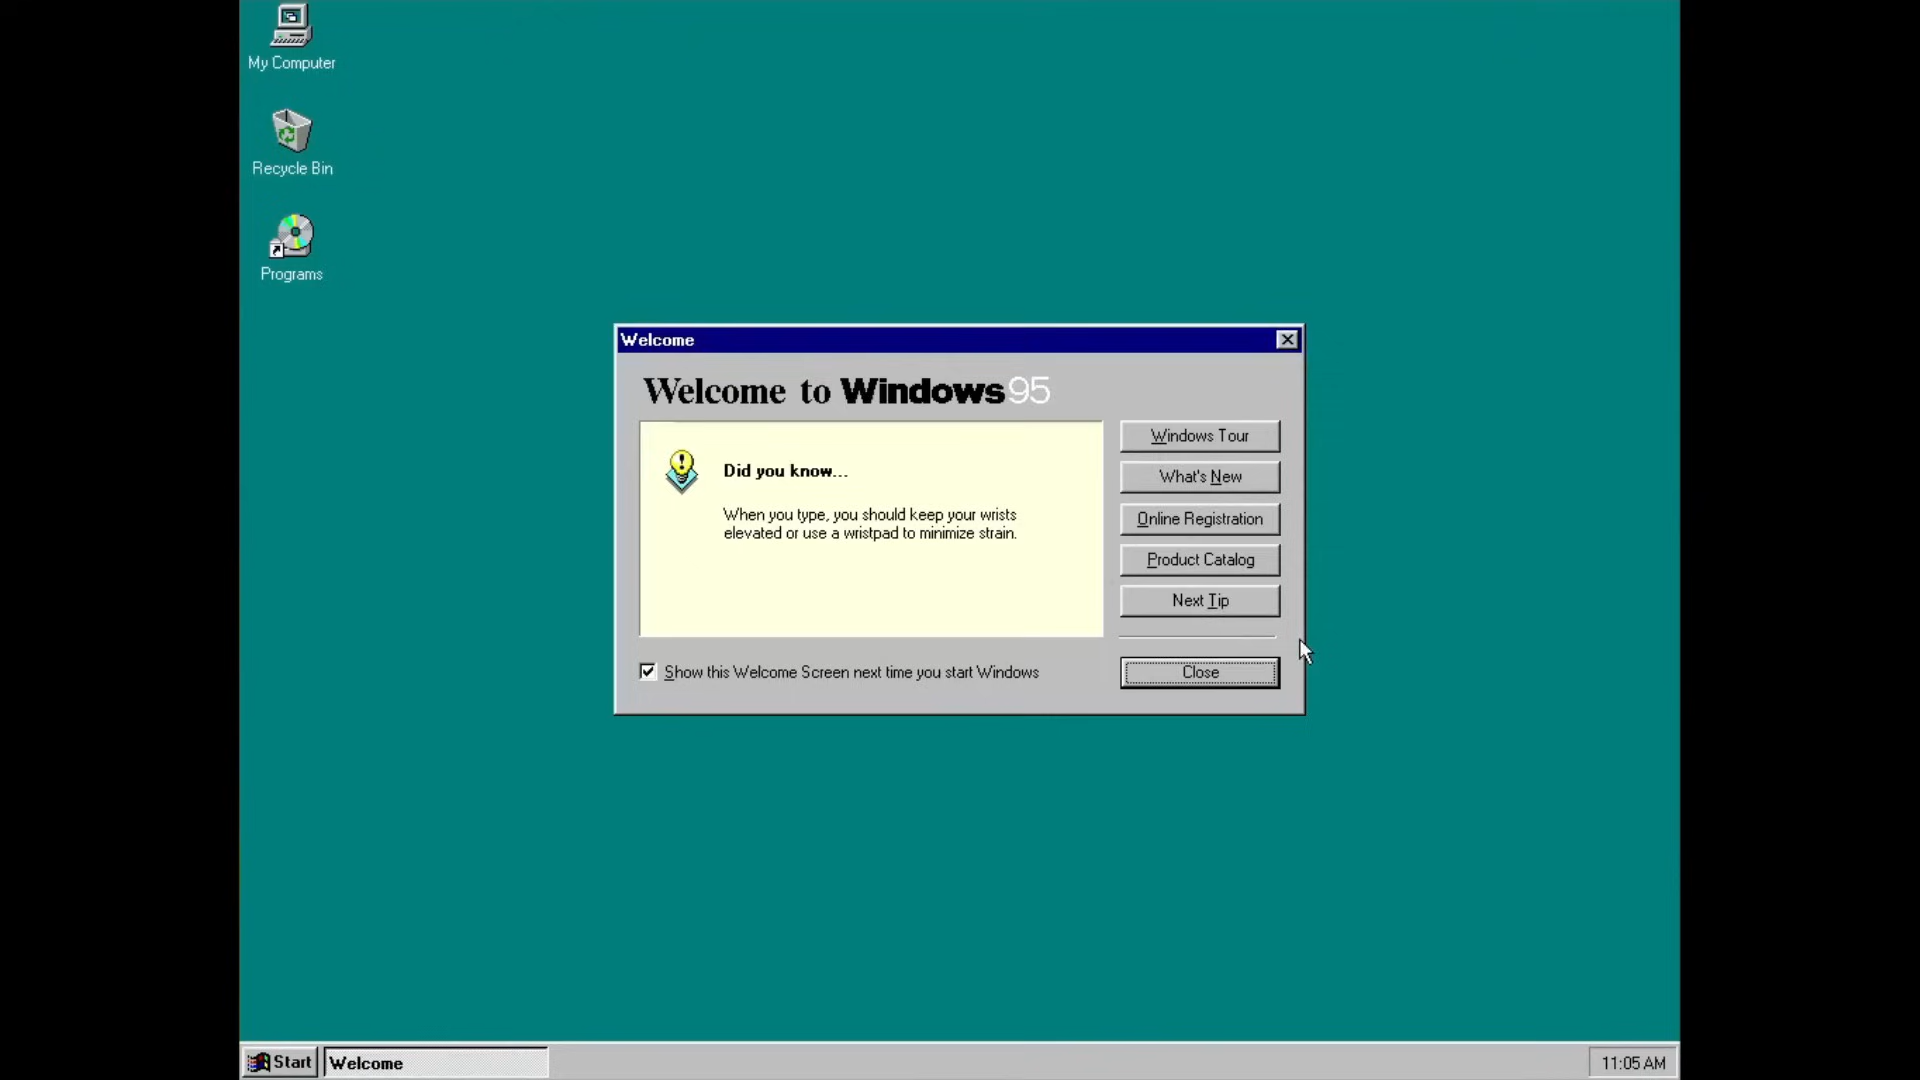 My Computer
Recycle Bin
Programs
Welcome
Welcome to Windows95
Did you know...
When you type, you should keep your wrists
elevated or use a wristpad to minimize strain.
Windows Tour
What's New
Online Registration
Product Catalog
Next Tip
Show this Welcome Screen next time you start Windows
Close
Start
Welcome
11:05 AM